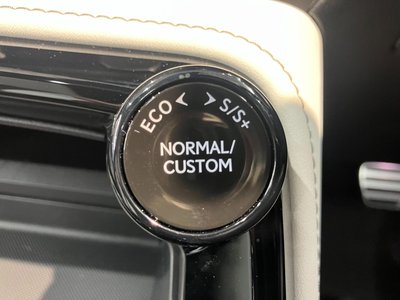 ECO < > S/S+
NORMAL/
CUSTOM